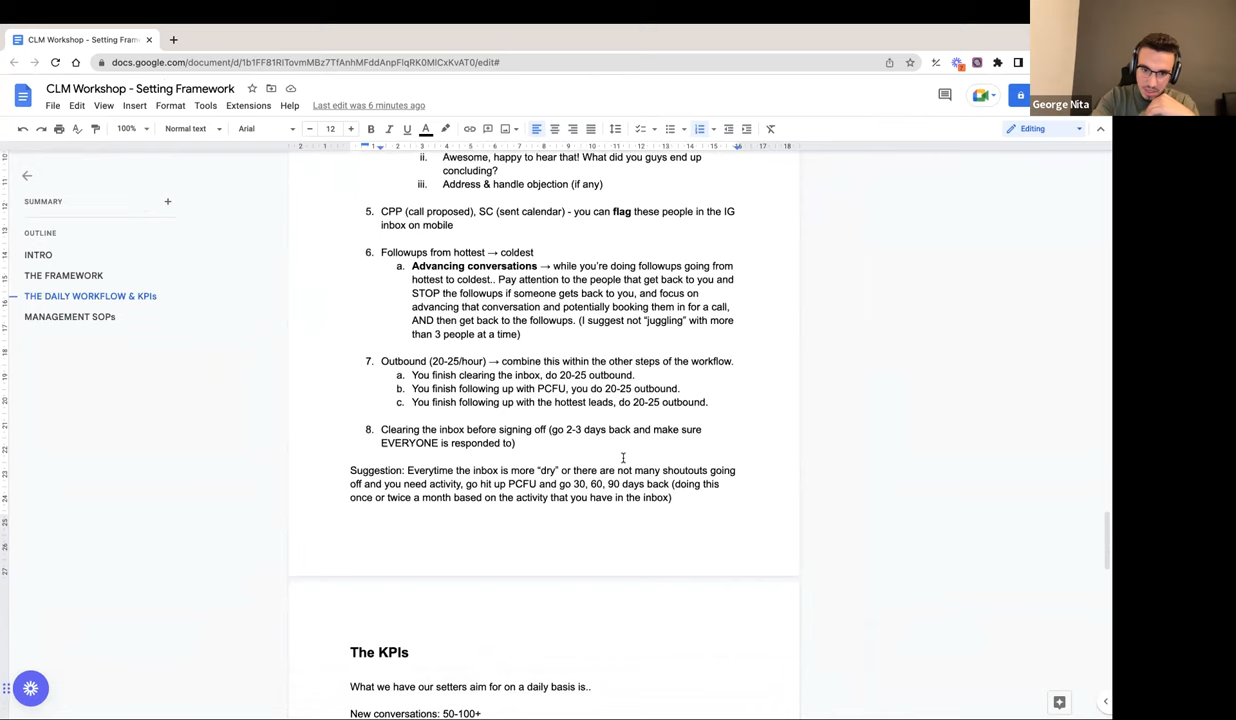 CLM Workshop - Setting Fram
docs.google.com/document/d/1b1FF81RITovmMBz7TfAnhMFddAnpFlqRK0MlCxKvAT0/edit#
George Nita
CLM Workshop - Setting Framework
File Edit View Insert Format Tools Extensions Help Last edit was 6 minutes ago
100% Normal text Arial 12 Editing
ii. Awesome, happy to hear that! What did you guys end up
concluding?
iii. Address & handle objection (if any)
SUMMARY
OUTLINE
INTRO
THE FRAMEWORK
THE DAILY WORKFLOW & KPIs
MANAGEMENT SOPs
5. CPP (call proposed), SC (sent calendar) - you can flag these people in the IG
inbox on mobile
6. Followups from hottest → coldest
a. Advancing conversations → while you're doing followups going from
hottest to coldest.. Pay attention to the people that get back to you and
STOP the followups if someone gets back to you, and focus on
advancing that conversation and potentially booking them in for a call,
AND then get back to the followups. (I suggest not "juggling" with more
than 3 people at a time)
7. Outbound (20-25/hour) → combine this within the other steps of the workflow.
a. You finish clearing the inbox, do 20-25 outbound.
b. You finish following up with PCFU, you do 20-25 outbound.
c. You finish following up with the hottest leads, do 20-25 outbound.
8. Clearing the inbox before signing off (go 2-3 days back and make sure
EVERYONE is responded to)
Suggestion: Everytime the inbox is more "dry" or there are not many shoutouts going
off and you need activity, go hit up PCFU and go 30, 60, 90 days back (doing this
once or twice a month based on the activity that you have in the inbox)
The KPIs
What we have our setters aim for on a daily basis is..
New conversations: 50-100+